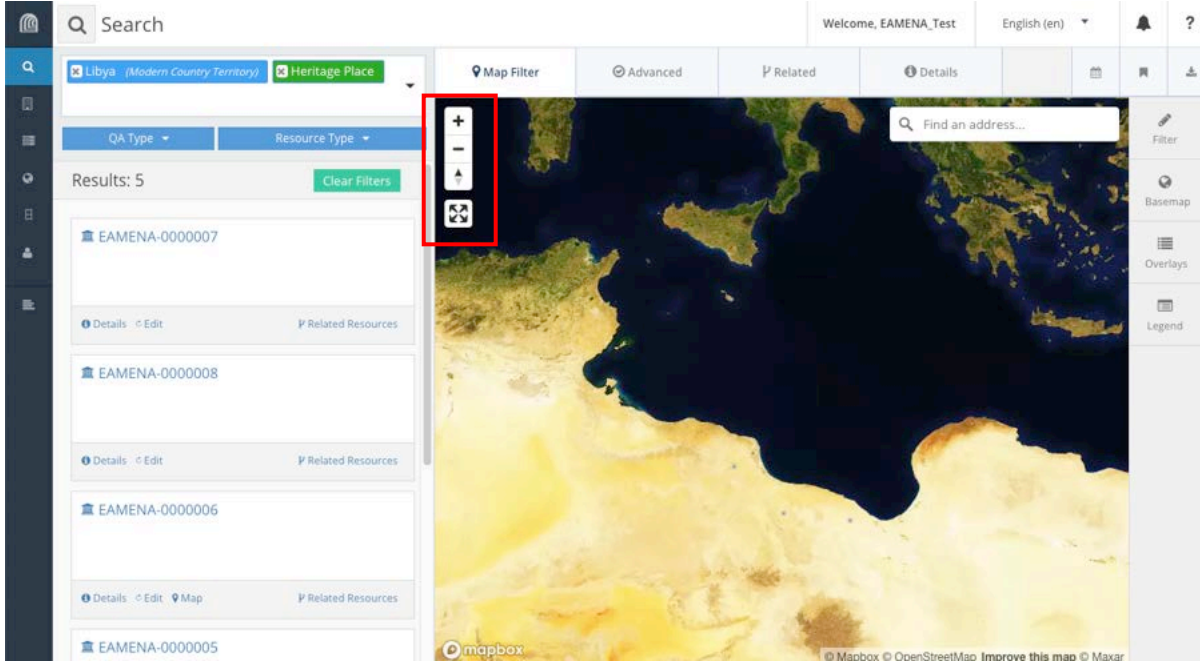 Search
Welcome, EAMENA_Test
English (en)
?
Libya (Modern Country Territory)
Heritage Place
QA Type
Resource Type
Results: 5
Clear Filters
EAMENA-0000007
Details Edit Related Resources
EAMENA-0000008
Details Edit Related Resources
EAMENA-0000006
Details Edit Map Related Resources
EAMENA-0000005
Map Filter
Advanced
Related
Details
+
−
Find an address...
Filter
Basemap
Overlays
Legend
mapbox
© Mapbox © OpenStreetMap Improve this map © Maxar